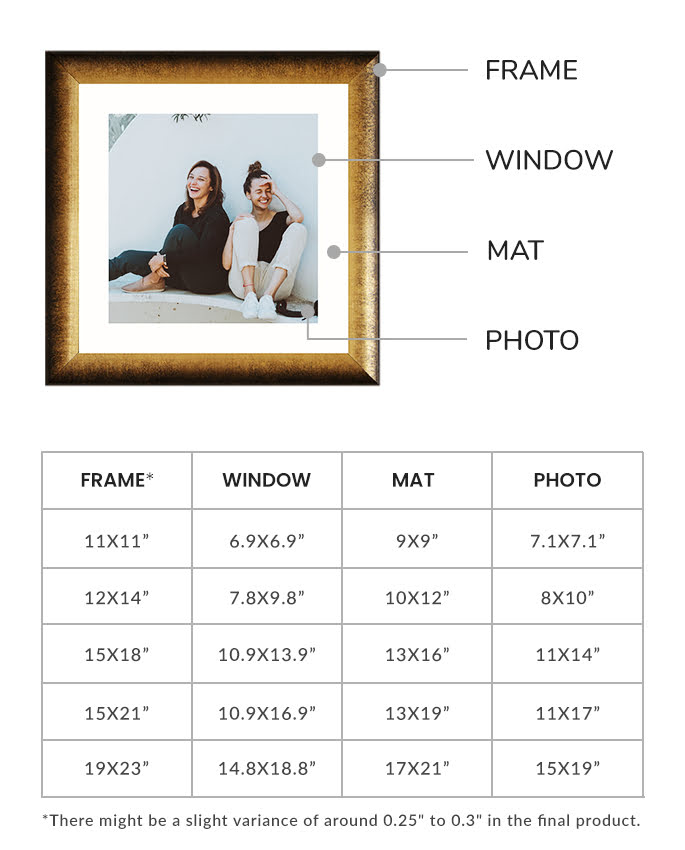 FRAME
WINDOW
MAT
PHOTO
FRAME* WINDOW MAT PHOTO
11X11” 6.9X6.9” 9X9” 7.1X7.1”
12X14” 7.8X9.8” 10X12” 8X10”
15X18” 10.9X13.9” 13X16” 11X14”
15X21” 10.9X16.9” 13X19” 11X17”
19X23” 14.8X18.8” 17X21” 15X19”
*There might be a slight variance of around 0.25" to 0.3" in the final product.